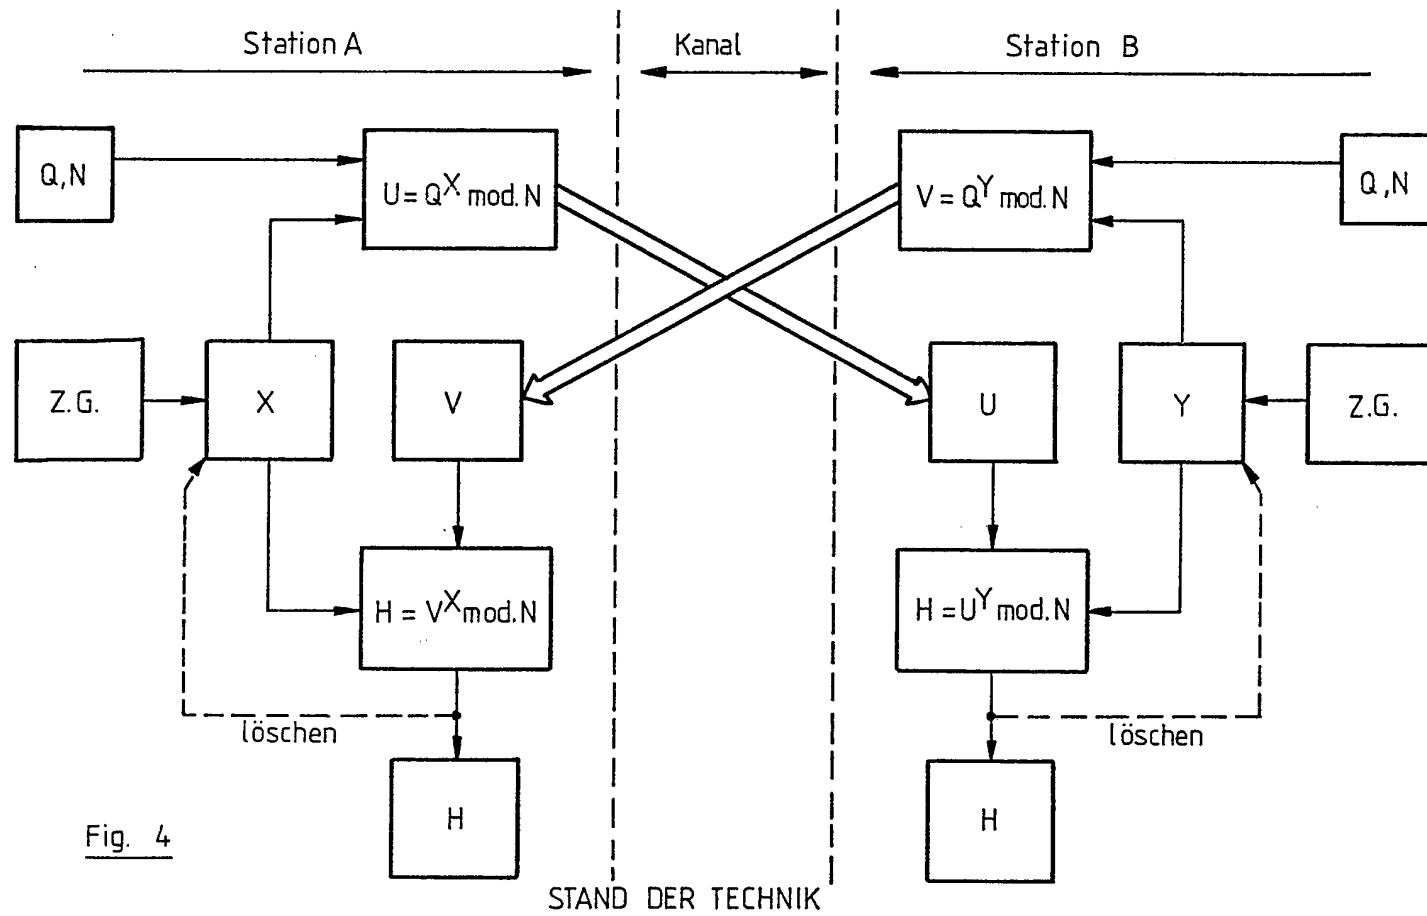 Station A
Kanal
Station B
Q,N
U = Q^X mod. N
V = Q^Y mod. N
Q,N
Z.G.
X
V
U
Y
Z.G.
H = V^X mod. N
H = U^Y mod. N
löschen
löschen
H
H
Fig. 4
STAND DER TECHNIK